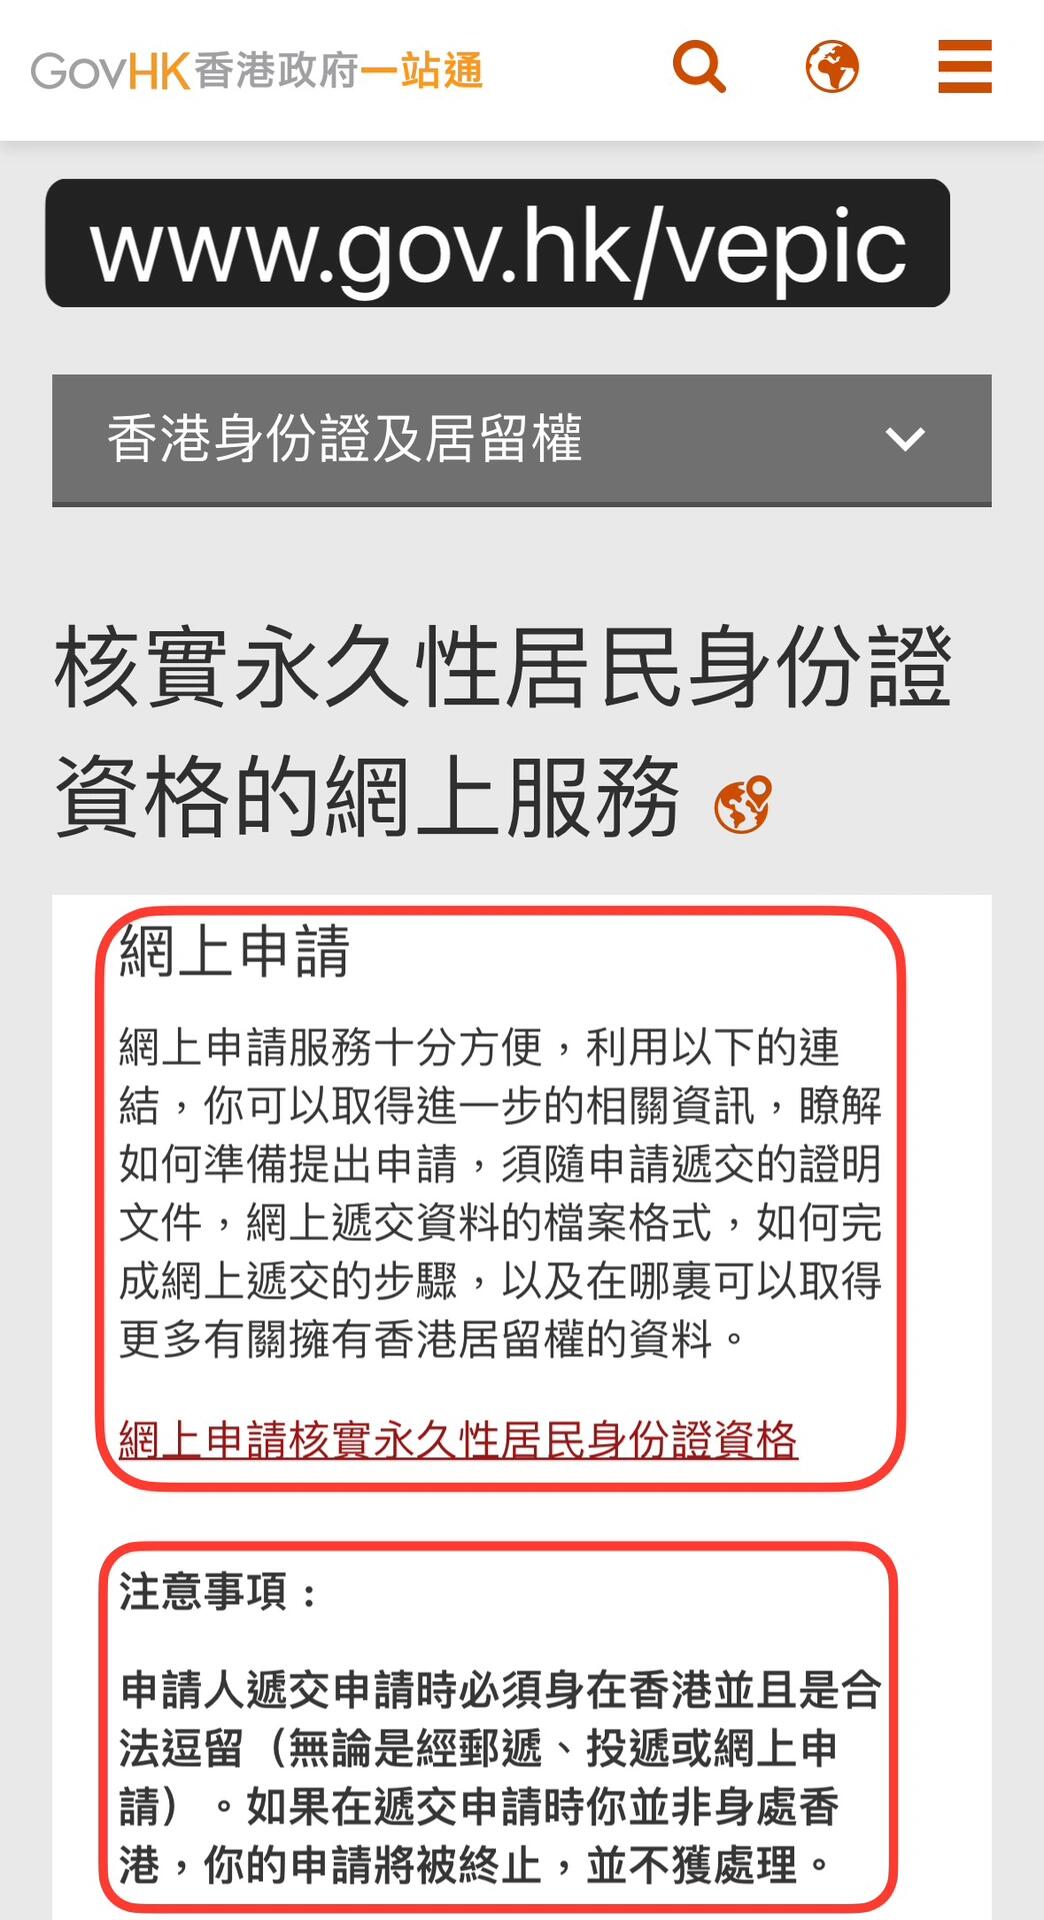 GovHK香港政府一站通
www.gov.hk/vepic
香港身份證及居留權
核實永久性居民身份證
資格的網上服務
網上申請
網上申請服務十分方便，利用以下的連
結，你可以取得進一步的相關資訊，瞭解
如何準備提出申請，須隨申請遞交的證明
文件，網上遞交資料的檔案格式，如何完
成網上遞交的步驟，以及在哪裏可以取得
更多有關擁有香港居留權的資料。
網上申請核實永久性居民身份證資格
注意事項：
申請人遞交申請時必須身在香港並且是合
法逗留（無論是經郵遞、投遞或網上申
請）。如果在遞交申請時你並非身處香
港，你的申請將被終止，並不獲處理。